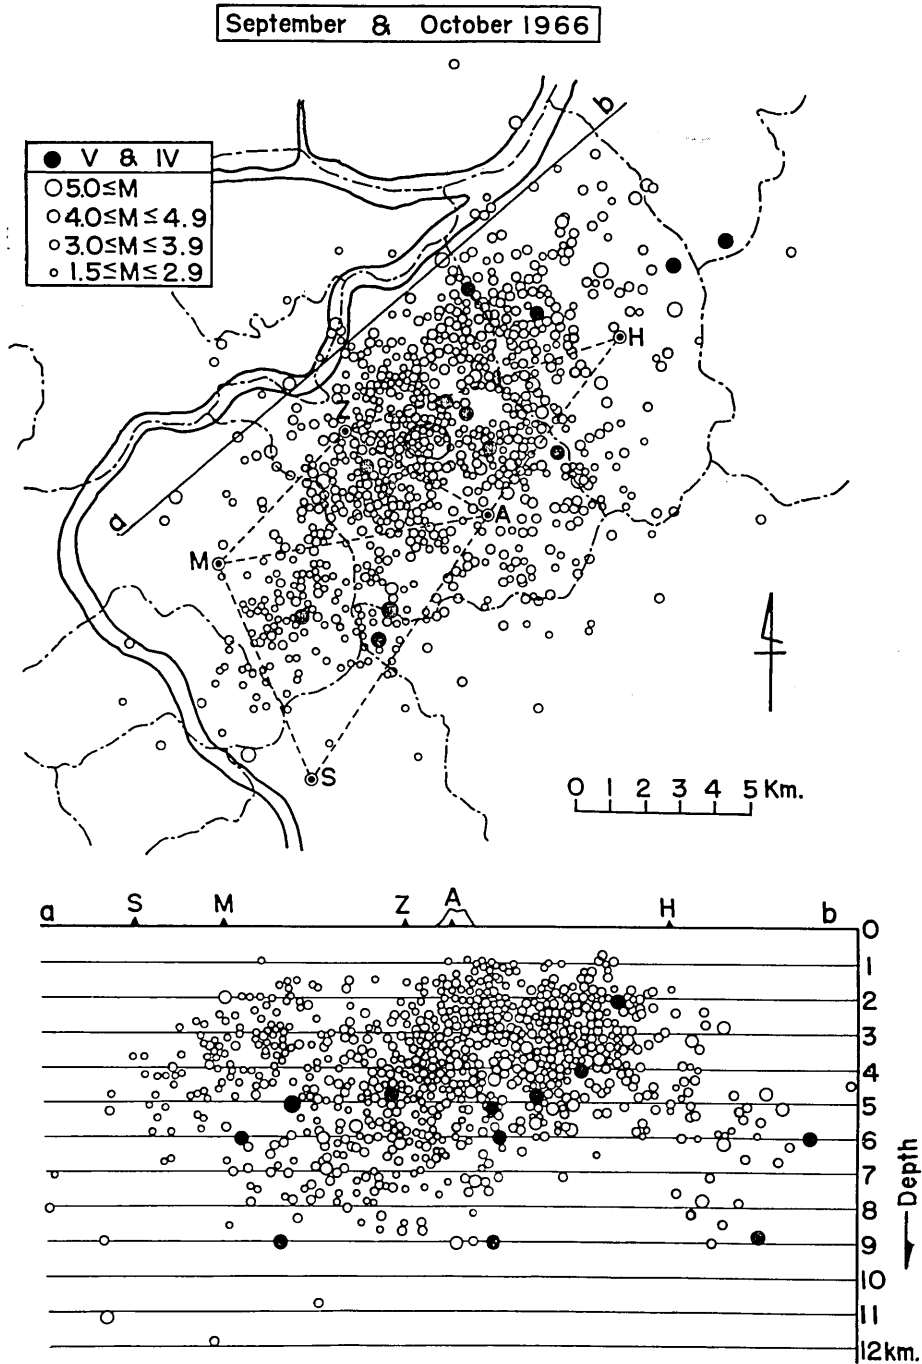 September & October 1966
b
● V & IV
○ 5.0≤M
○ 4.0≤M≤4.9
○ 3.0≤M≤3.9
○ 1.5≤M≤2.9
H
Z
a
A
M
S
0 1 2 3 4 5 Km.
a S M Z A H b
0
1
2
3
4
5
6
7
8
9
10
11
12km.
Depth